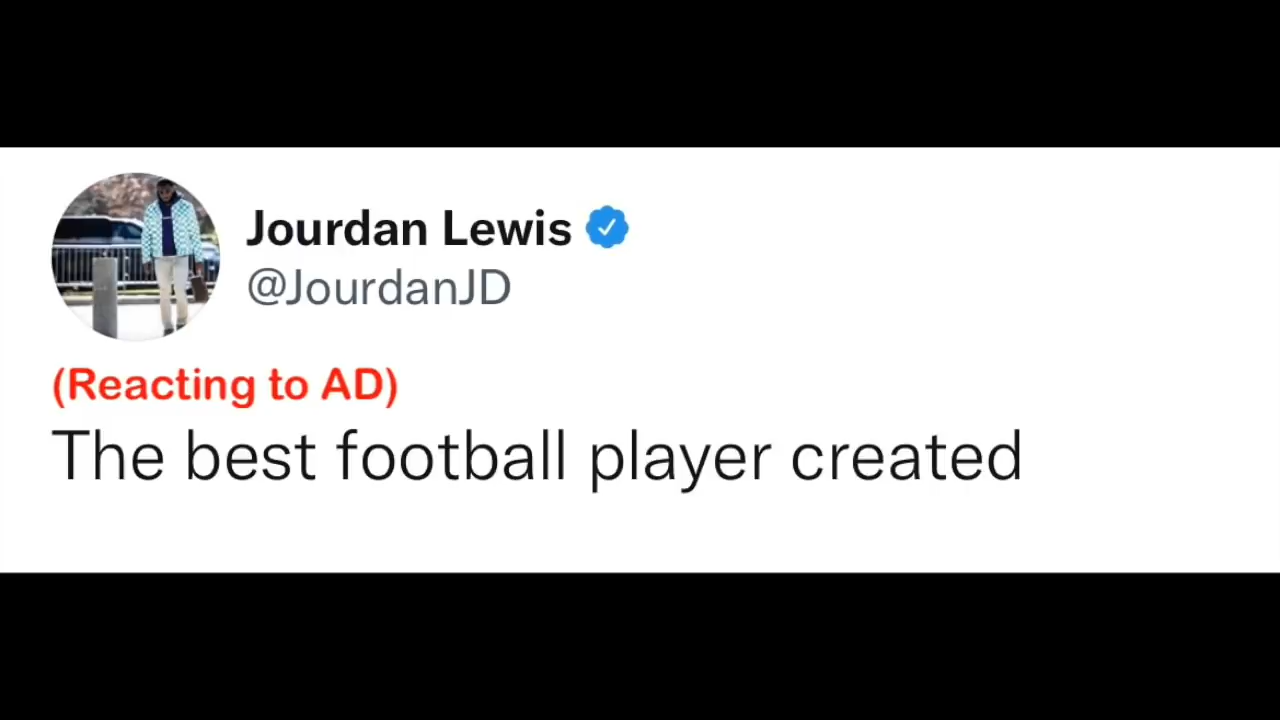 Jourdan Lewis
@JourdanJD
(Reacting to AD)
The best football player created